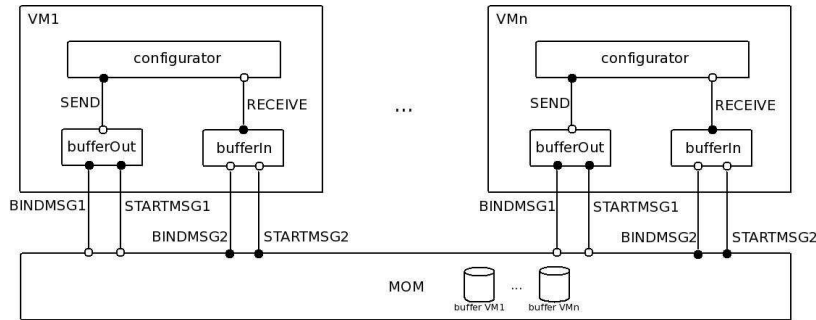 VM1
VMn
configurator
configurator
SEND
RECEIVE
...
SEND
RECEIVE
bufferOut
bufferIn
bufferOut
bufferIn
BINDMSG1
STARTMSG1
BINDMSG1
STARTMSG1
BINDMSG2
STARTMSG2
BINDMSG2
STARTMSG2
MOM
...
buffer VM1
buffer VMn